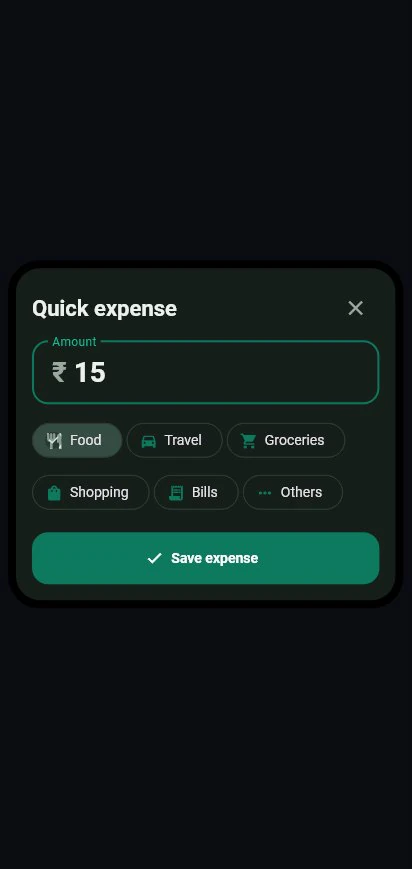 Quick expense
Amount
₹ 15
Food Travel Groceries
Shopping Bills Others
Save expense